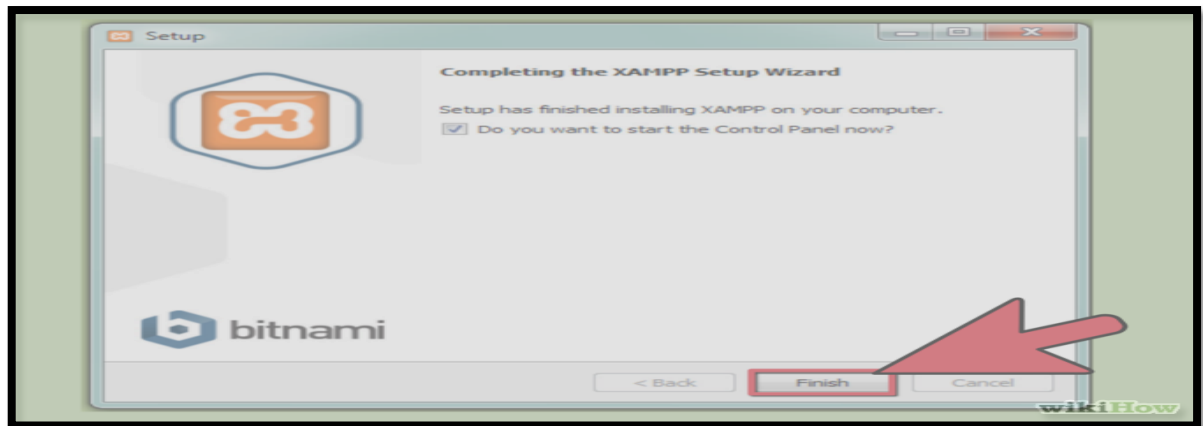 Setup
Completing the XAMPP Setup Wizard
Setup has finished installing XAMPP on your computer.
Do you want to start the Control Panel now?
bitnami
< Back
Finish
Cancel
wikiHow